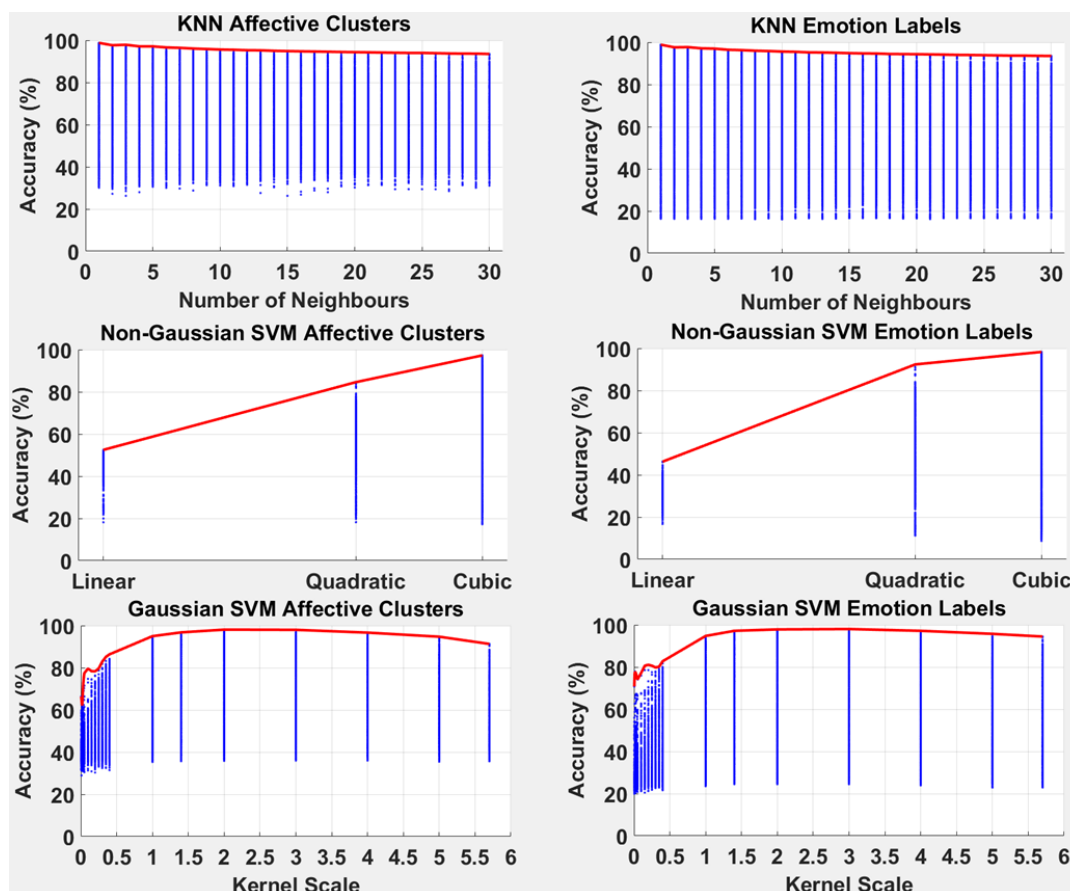 KNN Affective Clusters
Accuracy (%)
100
80
60
40
20
0
0 5 10 15 20 25 30
Number of Neighbours
KNN Emotion Labels
Accuracy (%)
100
80
60
40
20
0
0 5 10 15 20 25 30
Number of Neighbours
Non-Gaussian SVM Affective Clusters
Accuracy (%)
100
80
60
40
20
0
Linear Quadratic Cubic
Non-Gaussian SVM Emotion Labels
Accuracy (%)
100
80
60
40
20
0
Linear Quadratic Cubic
Gaussian SVM Affective Clusters
Accuracy (%)
100
80
60
40
20
0
0 0.5 1 1.5 2 2.5 3 3.5 4 4.5 5 5.5 6
Kernel Scale
Gaussian SVM Emotion Labels
Accuracy (%)
100
80
60
40
20
0
0 0.5 1 1.5 2 2.5 3 3.5 4 4.5 5 5.5 6
Kernel Scale